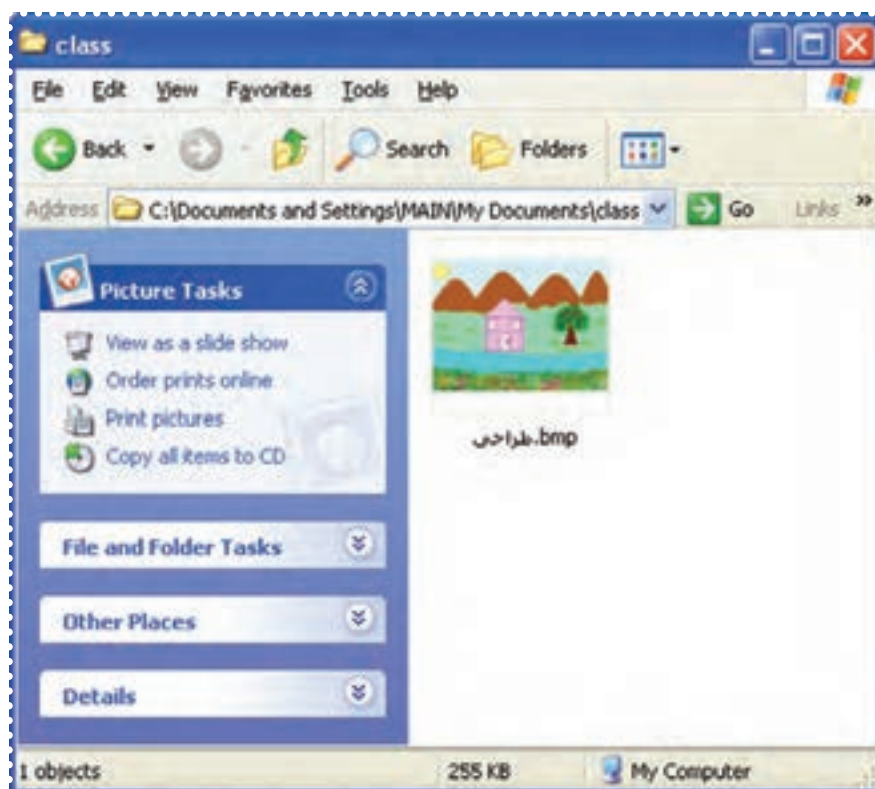 class
File Edit View Favorites Tools Help
Back Search Folders
Address C:\Documents and Settings\MAIN\My Documents\class Go Links »
Picture Tasks
View as a slide show
Order prints online
Print pictures
Copy all items to CD
طراحی.bmp
File and Folder Tasks
Other Places
Details
1 objects 255 KB My Computer